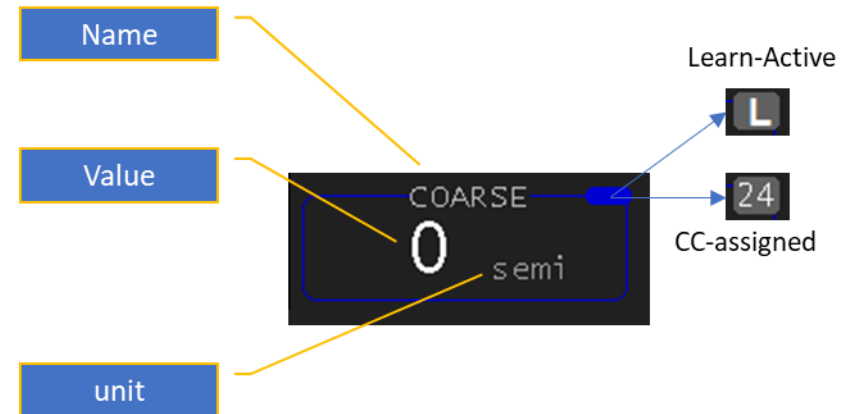 Name
Learn-Active
L
Value
COARSE
24
0
CC-assigned
semi
unit